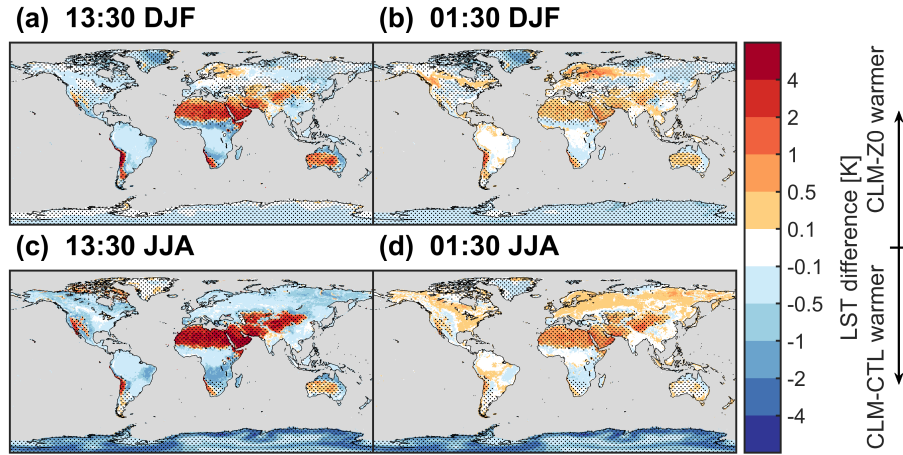 (a) 13:30 DJF
(b) 01:30 DJF
(c) 13:30 JJA
(d) 01:30 JJA
4
2
1
0.5
0.1
-0.1
-0.5
-1
-2
-4
LST difference [K]
CLM-Z0 warmer
CLM-CTL warmer